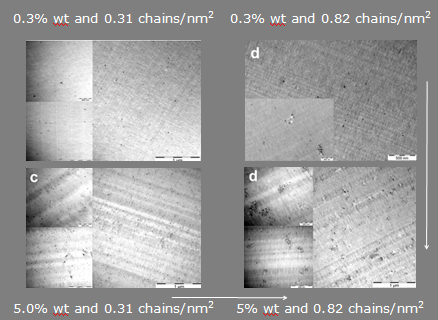 0.3% wt and 0.31 chains/nm²
0.3% wt and 0.82 chains/nm²
d
c
d
5.0% wt and 0.31 chains/nm²
5% wt and 0.82 chains/nm²